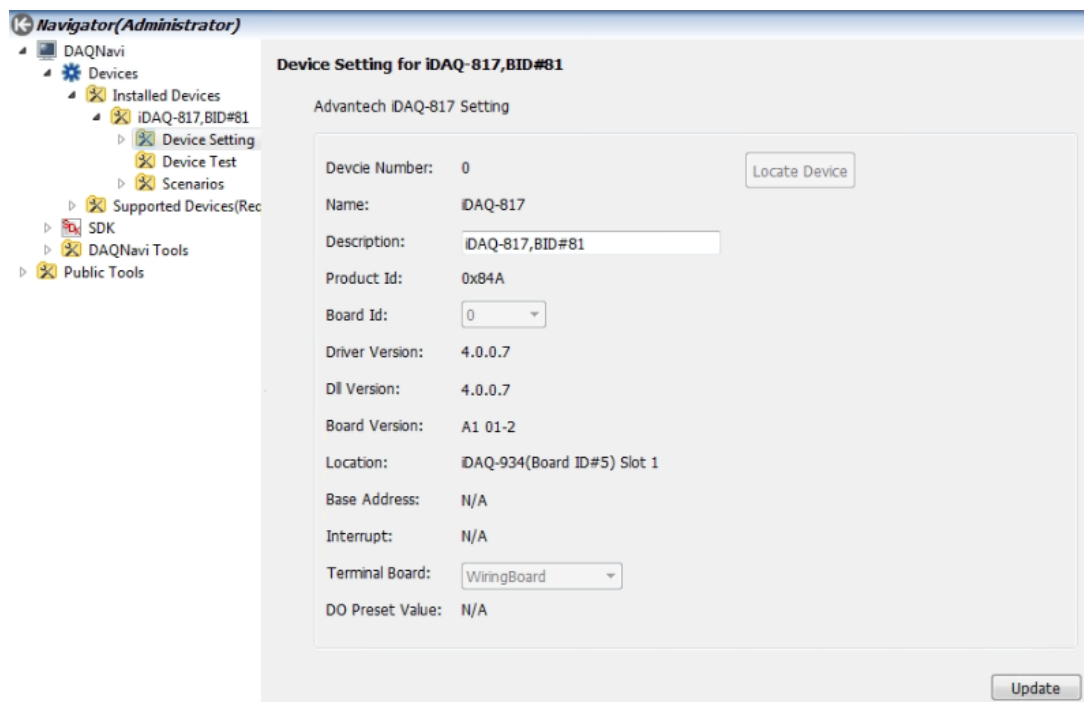 Navigator(Administrator)
DAQNavi
Devices
Installed Devices
iDAQ-817,BID#81
Device Setting
Device Test
Scenarios
Supported Devices(Rec
SDK
DAQNavi Tools
Public Tools
Device Setting for iDAQ-817,BID#81
Advantech iDAQ-817 Setting
Devcie Number: 0
Locate Device
Name: iDAQ-817
Description: iDAQ-817,BID#81
Product Id: 0x84A
Board Id: 0
Driver Version: 4.0.0.7
Dll Version: 4.0.0.7
Board Version: A1 01-2
Location: iDAQ-934(Board ID#5) Slot 1
Base Address: N/A
Interrupt: N/A
Terminal Board: WiringBoard
DO Preset Value: N/A
Update